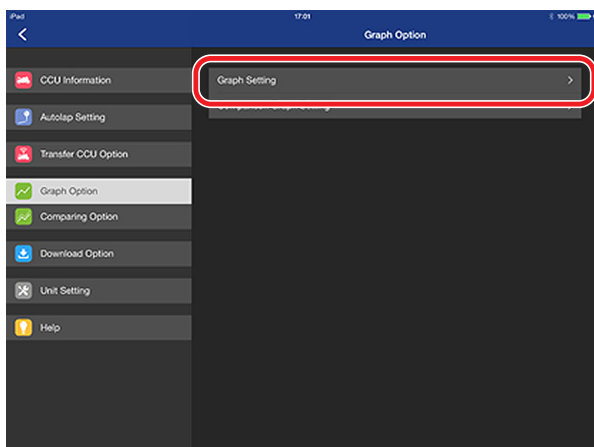 iPad 17:01 100%
Graph Option
CCU Information
Graph Setting
Autolap Setting
Transfer CCU Option
Graph Option
Comparing Option
Download Option
Unit Setting
Help